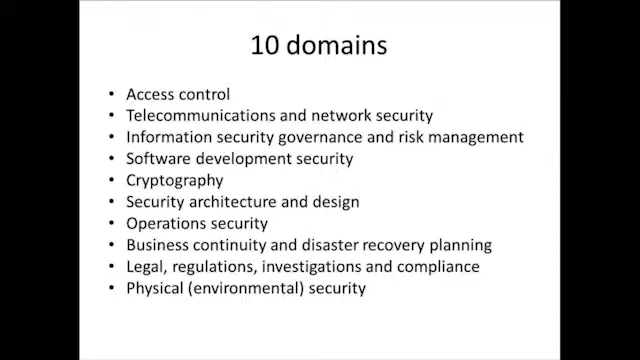 10 domains
• Access control
• Telecommunications and network security
• Information security governance and risk management
• Software development security
• Cryptography
• Security architecture and design
• Operations security
• Business continuity and disaster recovery planning
• Legal, regulations, investigations and compliance
• Physical (environmental) security